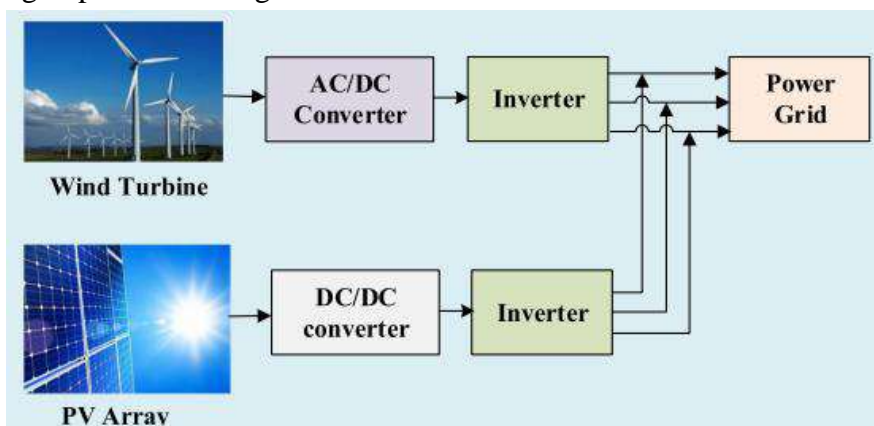 AC/DC
Converter
Inverter
Power
Grid
Wind Turbine
DC/DC
converter
Inverter
PV Array